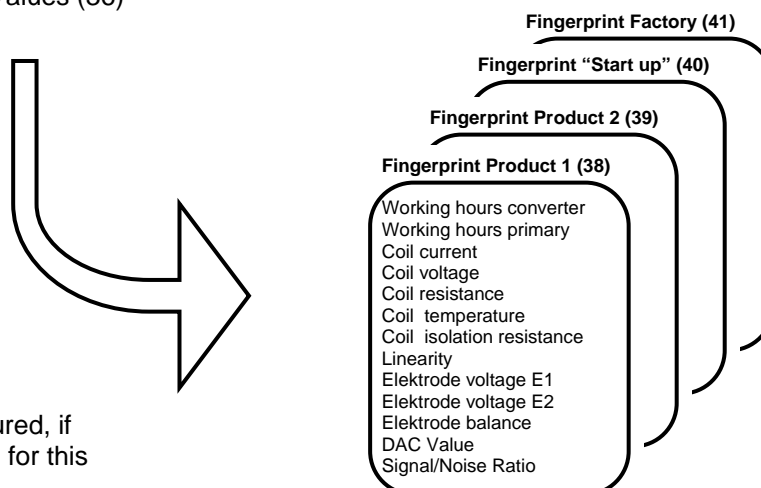 (36)
Fingerprint Factory (41)
Fingerprint “Start up” (40)
Fingerprint Product 2 (39)
Fingerprint Product 1 (38)
Working hours converter
Working hours primary
Coil current
Coil voltage
Coil resistance
Coil temperature
Coil isolation resistance
Linearity
Elektrode voltage E1
Elektrode voltage E2
Elektrode balance
DAC Value
Signal/Noise Ratio
if
for this